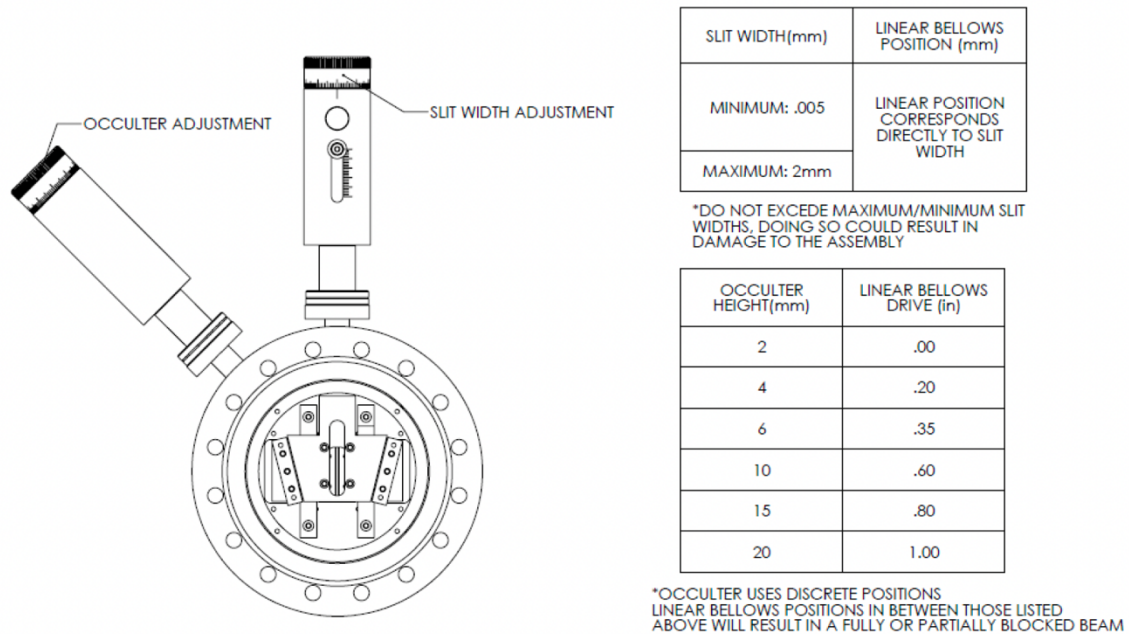 OCCULTER ADJUSTMENT
SLIT WIDTH ADJUSTMENT
SLIT WIDTH(mm)
LINEAR BELLOWS
POSITION (mm)
MINIMUM: .005
LINEAR POSITION
CORRESPONDS
DIRECTLY TO SLIT
WIDTH
MAXIMUM: 2mm
*DO NOT EXCEDE MAXIMUM/MINIMUM SLIT
WIDTHS, DOING SO COULD RESULT IN
DAMAGE TO THE ASSEMBLY
OCCULTER
HEIGHT(mm)
LINEAR BELLOWS
DRIVE (in)
2 .00
4 .20
6 .35
10 .60
15 .80
20 1.00
*OCCULTER USES DISCRETE POSITIONS
LINEAR BELLOWS POSITIONS IN BETWEEN THOSE LISTED
ABOVE WILL RESULT IN A FULLY OR PARTIALLY BLOCKED BEAM